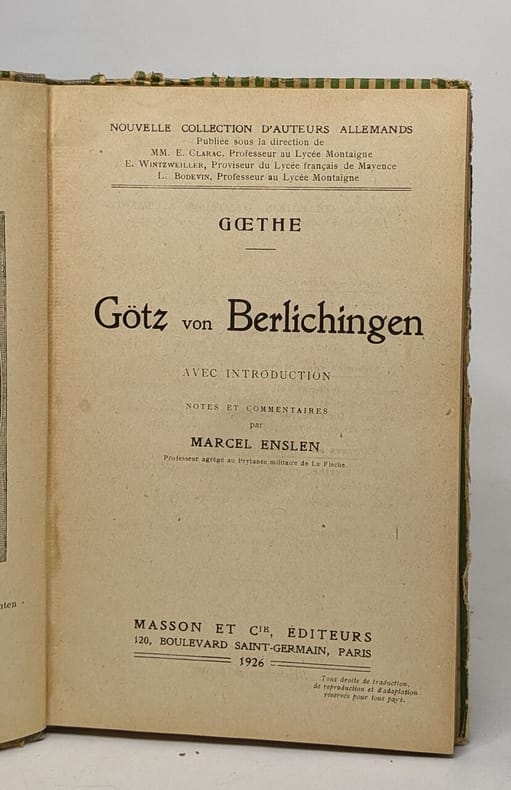 NOUVELLE COLLECTION D'AUTEURS ALLEMANDS
Publiée sous la direction de
MM. E. CLARAC, Professeur au Lycée Montaigne
E. WINTZWEILLER, Proviseur du Lycée français de Mayence
L. BODEVIN, Professeur au Lycée Montaigne
GŒTHE
Götz von Berlichingen
AVEC INTRODUCTION
NOTES ET COMMENTAIRES
par
MARCEL ENSLEN
Professeur agrégé au Prytanée militaire de La Flèche.
MASSON ET CIE, ÉDITEURS
120, BOULEVARD SAINT-GERMAIN, PARIS
1926
Tous droits de traduction,
de reproduction et d'adaptation
réservés pour tous pays.